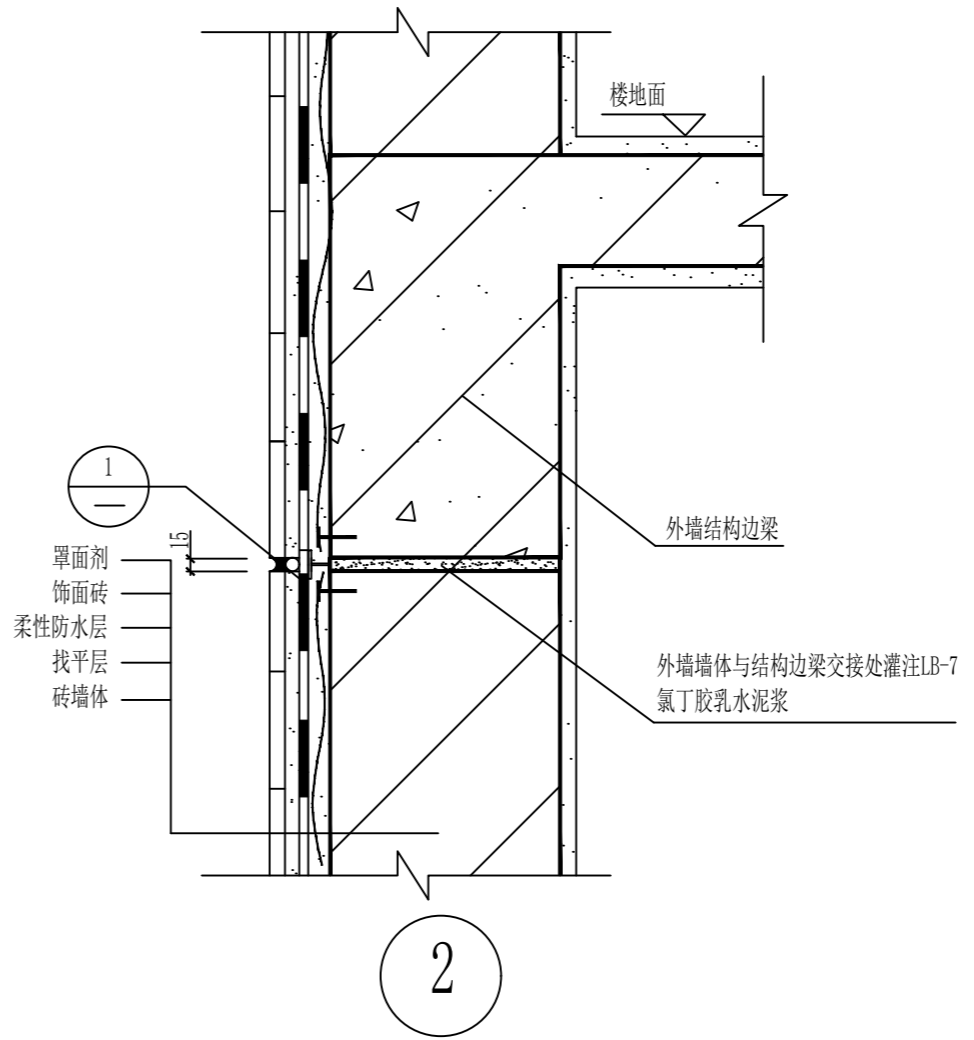 楼地面
外墙结构边梁
1
—
15
罩面剂
饰面砖
柔性防水层
找平层
砖墙体
外墙墙体与结构边梁交接处灌注LB-7
氯丁胶乳水泥浆
2